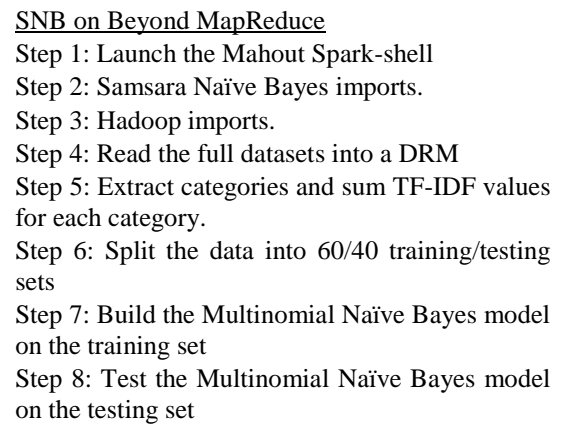 SNB on Beyond MapReduce
Step 1: Launch the Mahout Spark-shell
Step 2: Samsara Naïve Bayes imports.
Step 3: Hadoop imports.
Step 4: Read the full datasets into a DRM
Step 5: Extract categories and sum TF-IDF values
for each category.
Step 6: Split the data into 60/40 training/testing
sets
Step 7: Build the Multinomial Naïve Bayes model
on the training set
Step 8: Test the Multinomial Naïve Bayes model
on the testing set